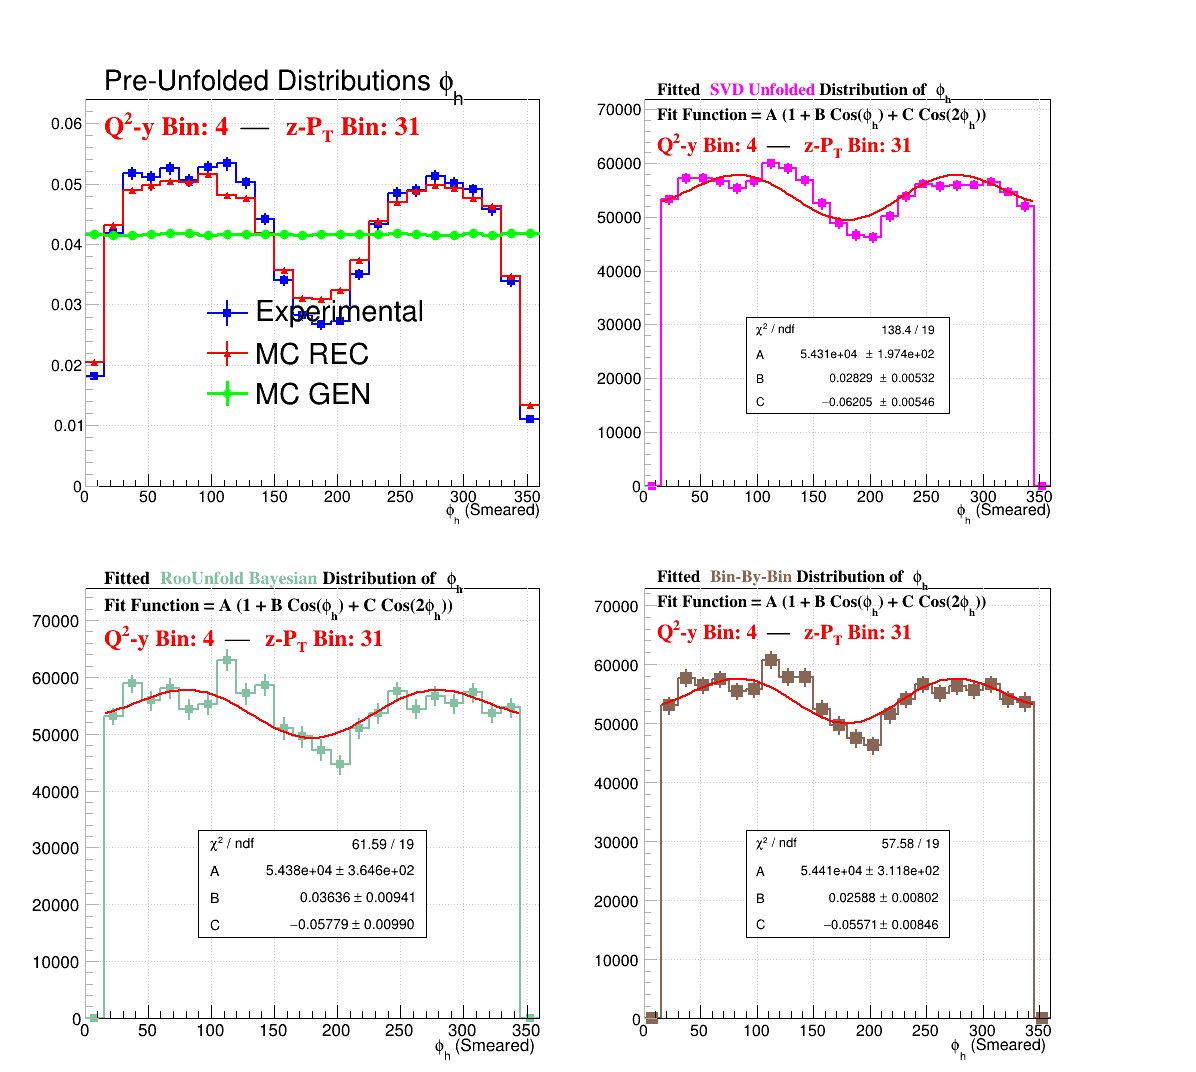 Pre-Unfolded Distributions ϕh
Q²-y Bin: 4 — z-PT Bin: 31
0.06
0.05
0.04
0.03
0.02
0.01
0
Experimental
MC REC
MC GEN
0 50 100 150 200 250 300 350
ϕh (Smeared)
Fitted SVD Unfolded Distribution of ϕh
Fit Function = A (1 + B Cos(ϕh) + C Cos(2ϕh))
Q²-y Bin: 4 — z-PT Bin: 31
70000
60000
50000
40000
30000
20000
10000
0
χ² / ndf 138.4 / 19
A 5.431e+04 ± 1.974e+02
B 0.02829 ± 0.00532
C −0.06205 ± 0.00546
0 50 100 150 200 250 300 350
ϕh (Smeared)
Fitted RooUnfold Bayesian Distribution of ϕh
Fit Function = A (1 + B Cos(ϕh) + C Cos(2ϕh))
Q²-y Bin: 4 — z-PT Bin: 31
70000
60000
50000
40000
30000
20000
10000
0
χ² / ndf 61.59 / 19
A 5.438e+04 ± 3.646e+02
B 0.03636 ± 0.00941
C −0.05779 ± 0.00990
0 50 100 150 200 250 300 350
ϕh (Smeared)
Fitted Bin-By-Bin Distribution of ϕh
Fit Function = A (1 + B Cos(ϕh) + C Cos(2ϕh))
Q²-y Bin: 4 — z-PT Bin: 31
70000
60000
50000
40000
30000
20000
10000
0
χ² / ndf 57.58 / 19
A 5.441e+04 ± 3.118e+02
B 0.02588 ± 0.00802
C −0.05571 ± 0.00846
0 50 100 150 200 250 300 350
ϕh (Smeared)